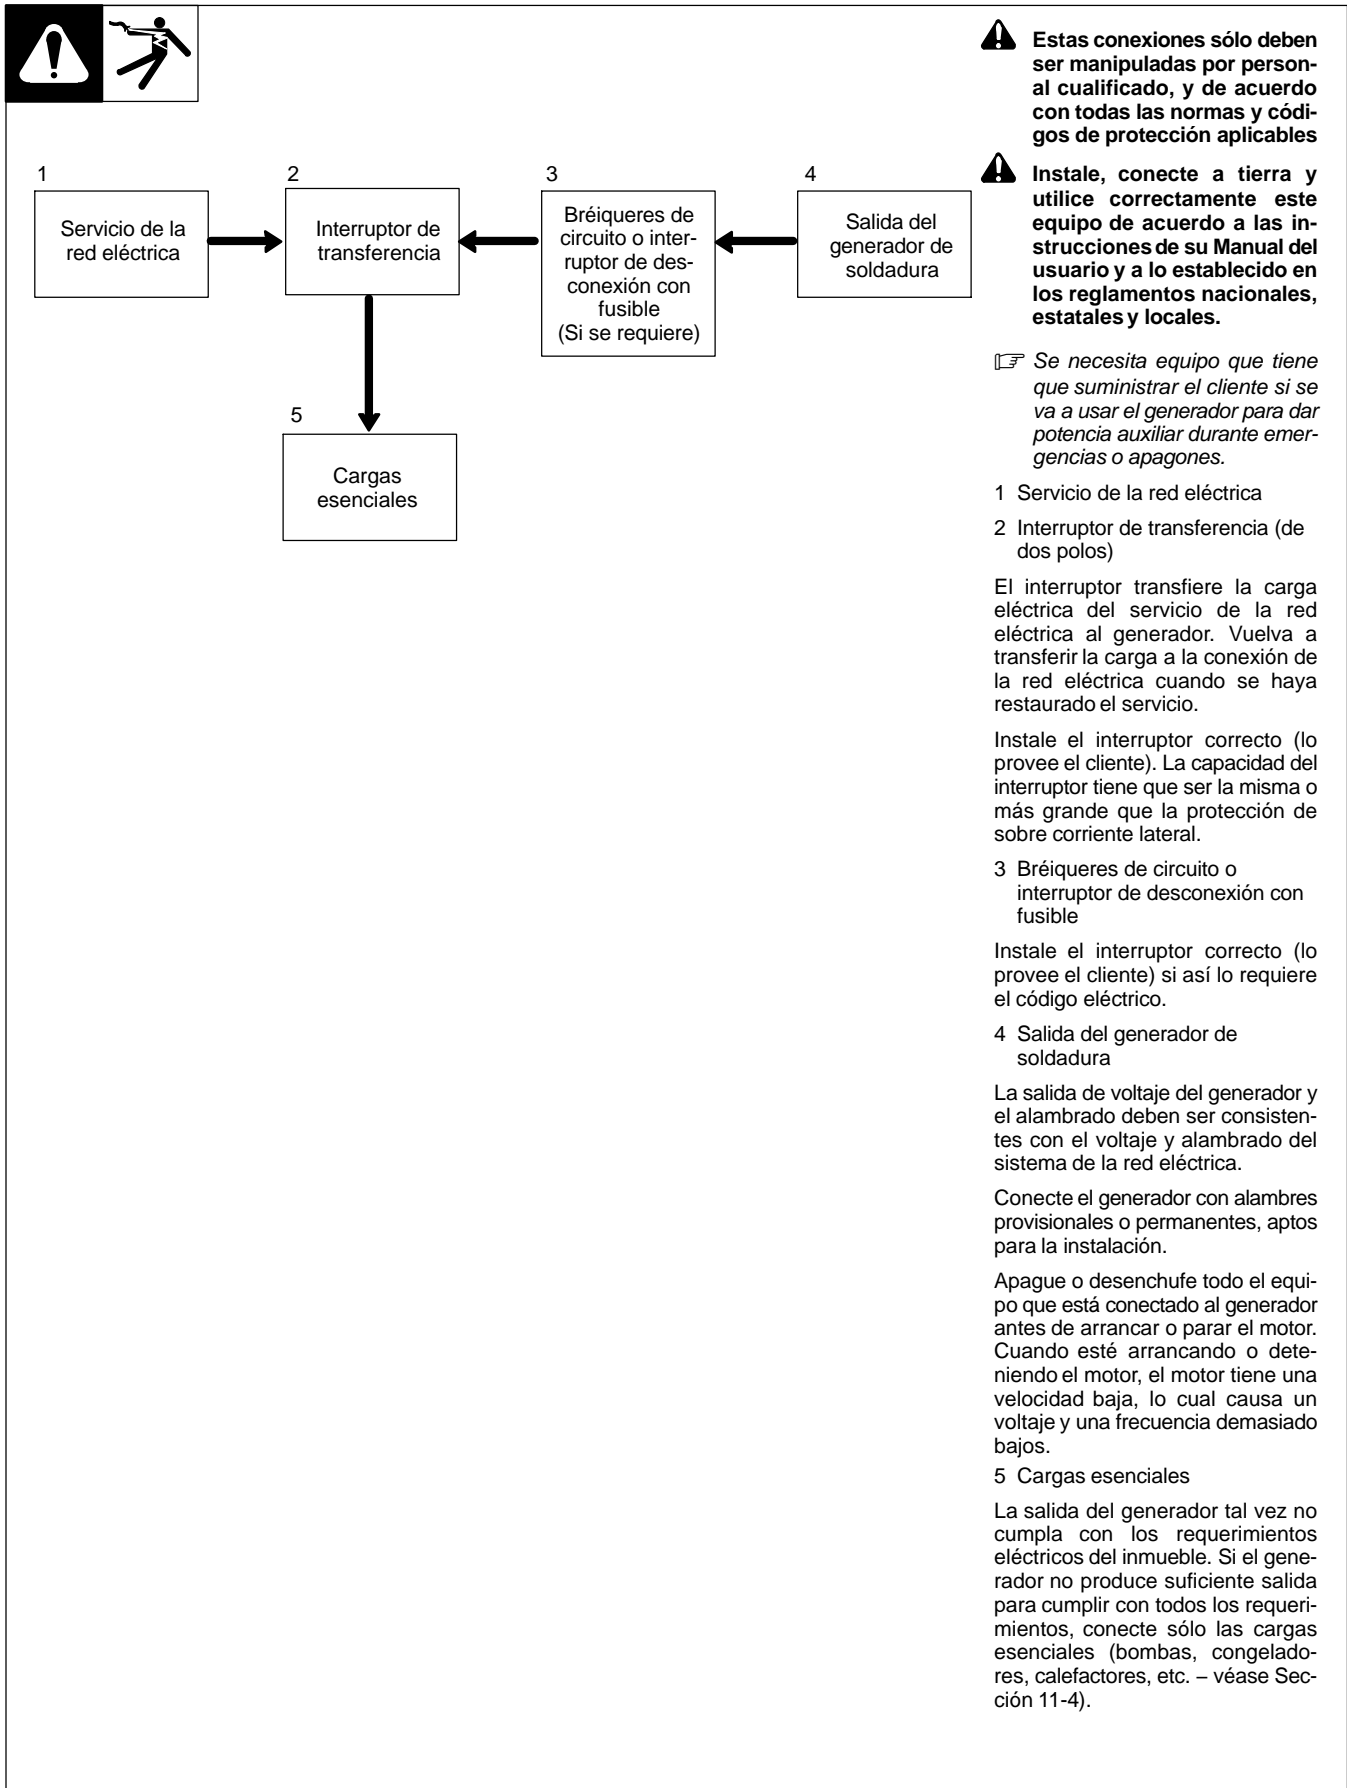 1
Servicio de la
red eléctrica
2
Interruptor de
transferencia
3
Bréiqueres de
circuito o inter-
ruptor de des-
conexión con
fusible
(Si se requiere)
4
Salida del
generador de
soldadura
5
Cargas
esenciales
Estas conexiones sólo deben
ser manipuladas por person-
al cualificado, y de acuerdo
con todas las normas y códi-
gos de protección aplicables
Instale, conecte a tierra y
utilice correctamente este
equipo de acuerdo a las in-
strucciones de su Manual del
usuario y a lo establecido en
los reglamentos nacionales,
estatales y locales.
Se necesita equipo que tiene
que suministrar el cliente si se
va a usar el generador para dar
potencia auxiliar durante emer-
gencias o apagones.
1 Servicio de la red eléctrica
2 Interruptor de transferencia (de
dos polos)
El interruptor transfiere la carga
eléctrica del servicio de la red
eléctrica al generador. Vuelva a
transferir la carga a la conexión de
la red eléctrica cuando se haya
restaurado el servicio.
Instale el interruptor correcto (lo
provee el cliente). La capacidad del
interruptor tiene que ser la misma o
más grande que la protección de
sobre corriente lateral.
3 Bréiqueres de circuito o
interruptor de desconexión con
fusible
Instale el interruptor correcto (lo
provee el cliente) si así lo requiere
el código eléctrico.
4 Salida del generador de
soldadura
La salida de voltaje del generador y
el alambrado deben ser consisten-
tes con el voltaje y alambrado del
sistema de la red eléctrica.
Conecte el generador con alambres
provisionales o permanentes, aptos
para la instalación.
Apague o desenchufe todo el equi-
po que está conectado al generador
antes de arrancar o parar el motor.
Cuando esté arrancando o dete-
niendo el motor, el motor tiene una
velocidad baja, lo cual causa un
voltaje y una frecuencia demasiado
bajos.
5 Cargas esenciales
La salida del generador tal vez no
cumpla con los requerimientos
eléctricos del inmueble. Si el gene-
rador no produce suficiente salida
para cumplir con todos los requeri-
mientos, conecte sólo las cargas
esenciales (bombas, congelado-
res, calefactores, etc. – véase Sec-
ción 11-4).